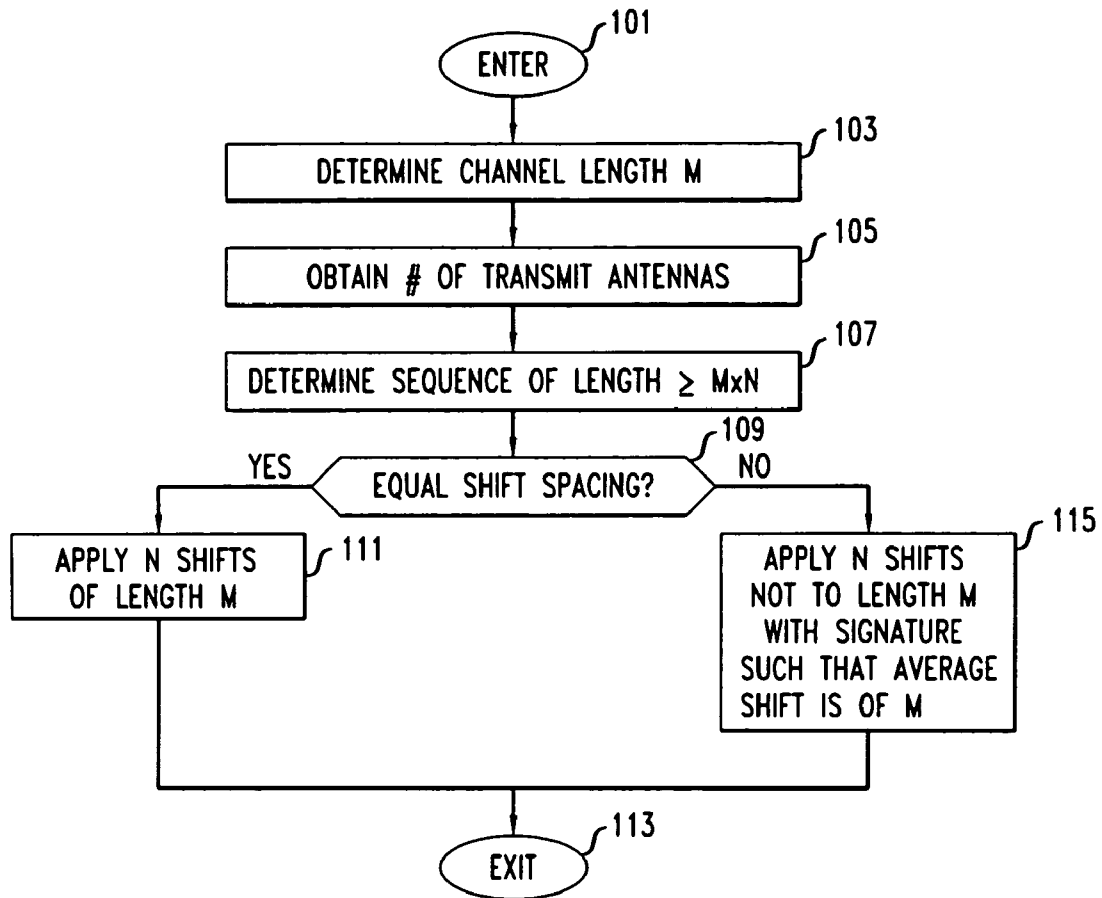 101
ENTER
103
DETERMINE CHANNEL LENGTH M
105
OBTAIN # OF TRANSMIT ANTENNAS
107
DETERMINE SEQUENCE OF LENGTH ≥ MxN
109
YES
EQUAL SHIFT SPACING?
NO
111
APPLY N SHIFTS
OF LENGTH M
115
APPLY N SHIFTS
NOT TO LENGTH M
WITH SIGNATURE
SUCH THAT AVERAGE
SHIFT IS OF M
113
EXIT